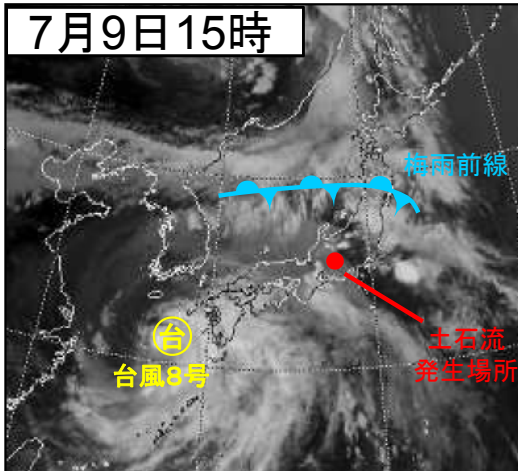 7月9日15時
梅雨前線
台
台風8号
土石流
発生場所